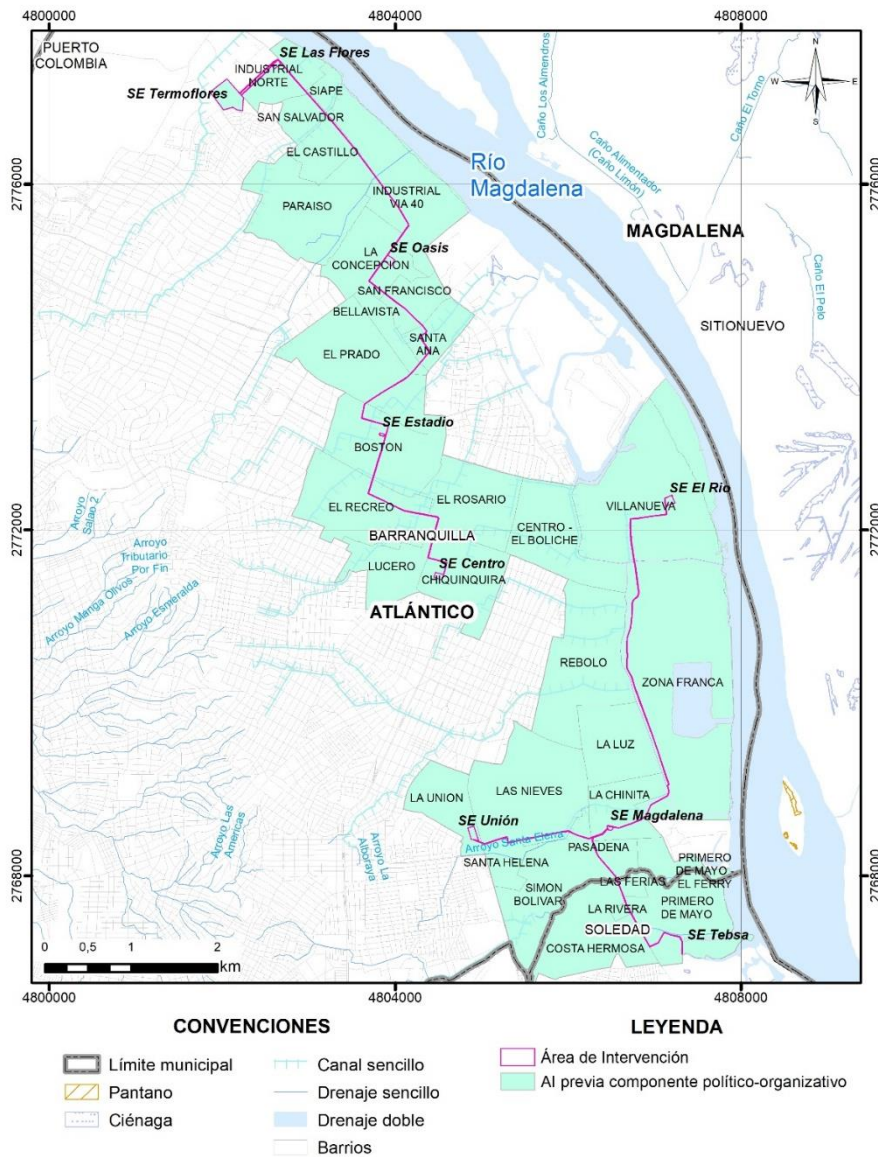 4800000
4804000
4808000
PUERTO
COLOMBIA
SE Las Flores
INDUSTRIAL
NORTE
SE Termoflores
SIAPE
SAN SALVADOR
EL CASTILLO
PARAISO
INDUSTRIAL
VIA 40
Río
Magdalena
Caño Los Almendros
Caño Alimentador
(Caño Limón)
Caño El Torno
Caño El Pelo
N
W
E
S
2776000
2776000
MAGDALENA
SITIONUEVO
LA
CONCEPCION
SE Oasis
SAN FRANCISCO
BELLAVISTA
SANTA
ANA
EL PRADO
SE Estadio
BOSTON
EL RECREO
EL ROSARIO
CENTRO -
EL BOLICHE
VILLANUEVA
SE El Rio
2772000
2772000
BARRANQUILLA
LUCERO
SE Centro
CHIQUINQUIRA
ATLÁNTICO
Arroyo
Salao 2
Arroyo
Tributario
Por Fin
Arroyo Manga Olivos
Arroyo Esmeralda
REBOLO
ZONA FRANCA
LA LUZ
LA UNION
LAS NIEVES
LA CHINITA
SE Unión
SE Magdalena
Arroyo Santa Elena
Arroyo Las
Americas
Arroyo La
Alboraya
SANTA HELENA
PASADENA
PRIMERO
DE MAYO
EL FERRY
2768000
2768000
SIMON
BOLIVAR
LAS FERIAS
LA RIVERA
PRIMERO
DE MAYO
SOLEDAD
SE Tebsa
COSTA HERMOSA
0 0,5 1 2
km
4800000
4804000
4808000
CONVENCIONES
LEYENDA
Límite municipal
Pantano
Ciénaga
Canal sencillo
Drenaje sencillo
Drenaje doble
Barrios
Área de Intervención
AI previa componente político-organizativo